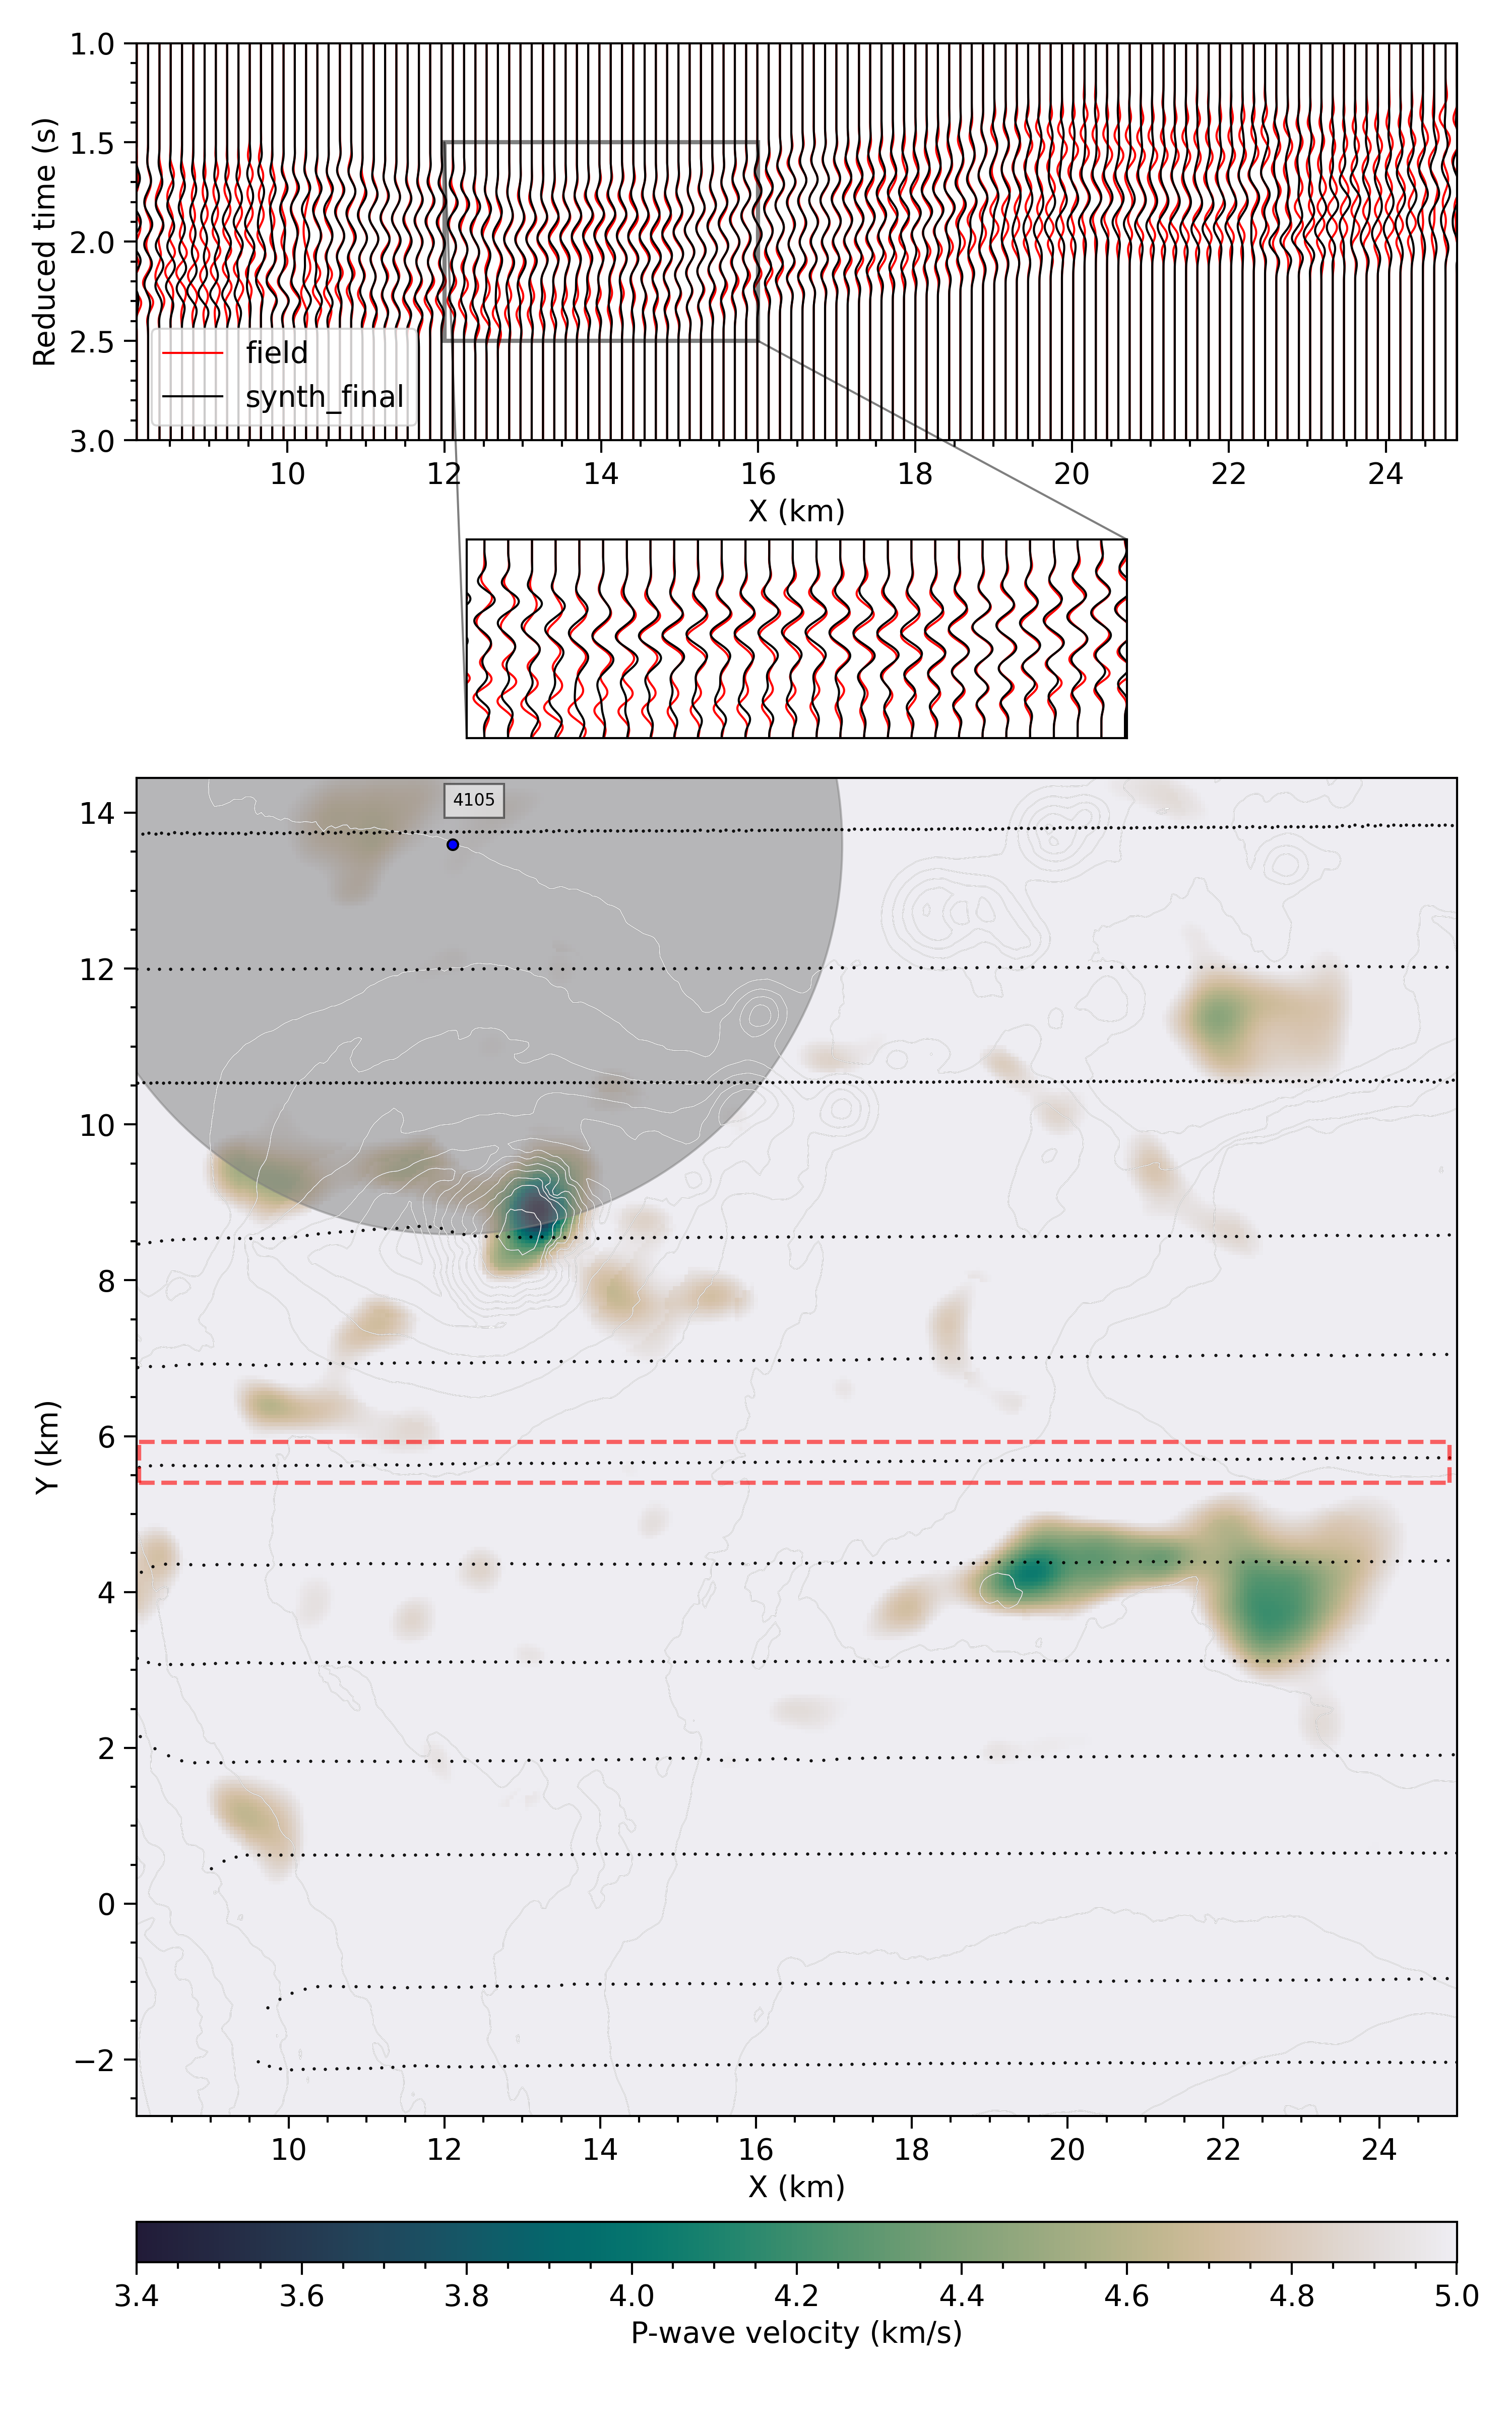 1.0
1.5
2.0
2.5
3.0
Reduced time (s)
field
synth_final
10 12 14 16 18 20 22 24
X (km)
4105
14
12
10
8
6
4
2
0
−2
Y (km)
10 12 14 16 18 20 22 24
X (km)
3.4 3.6 3.8 4.0 4.2 4.4 4.6 4.8 5.0
P-wave velocity (km/s)